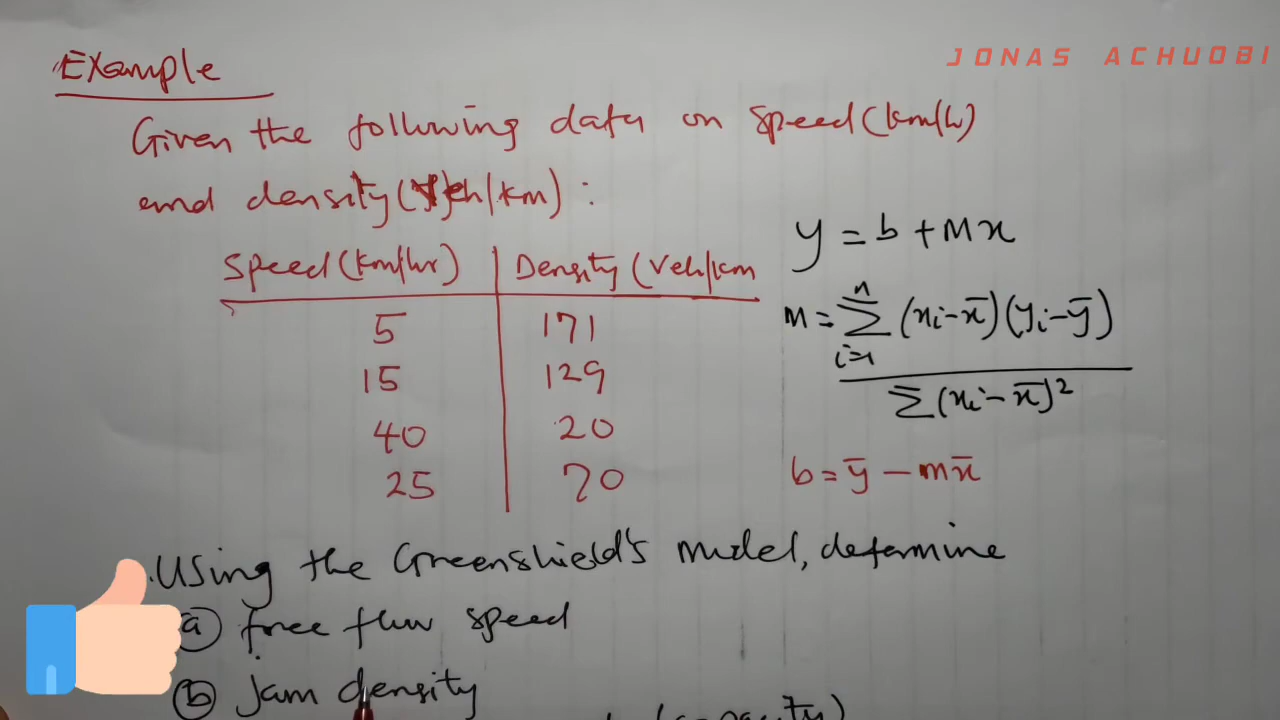 JONAS ACHUOBI
Example
Given the following data on speed (km/h)
and density (Veh/km) :
Speed (km/hr) Density (Veh/km
5 171
15 129
40 20
25 70
y = b + mx
m = n Σ i=1 (xi - x̄)(yi - ȳ)
Σ (xi - x̄)²
b = ȳ - mx̄
Using the Greenshield's model, determine
(a) free flow speed
(b) Jam density
(capacity)